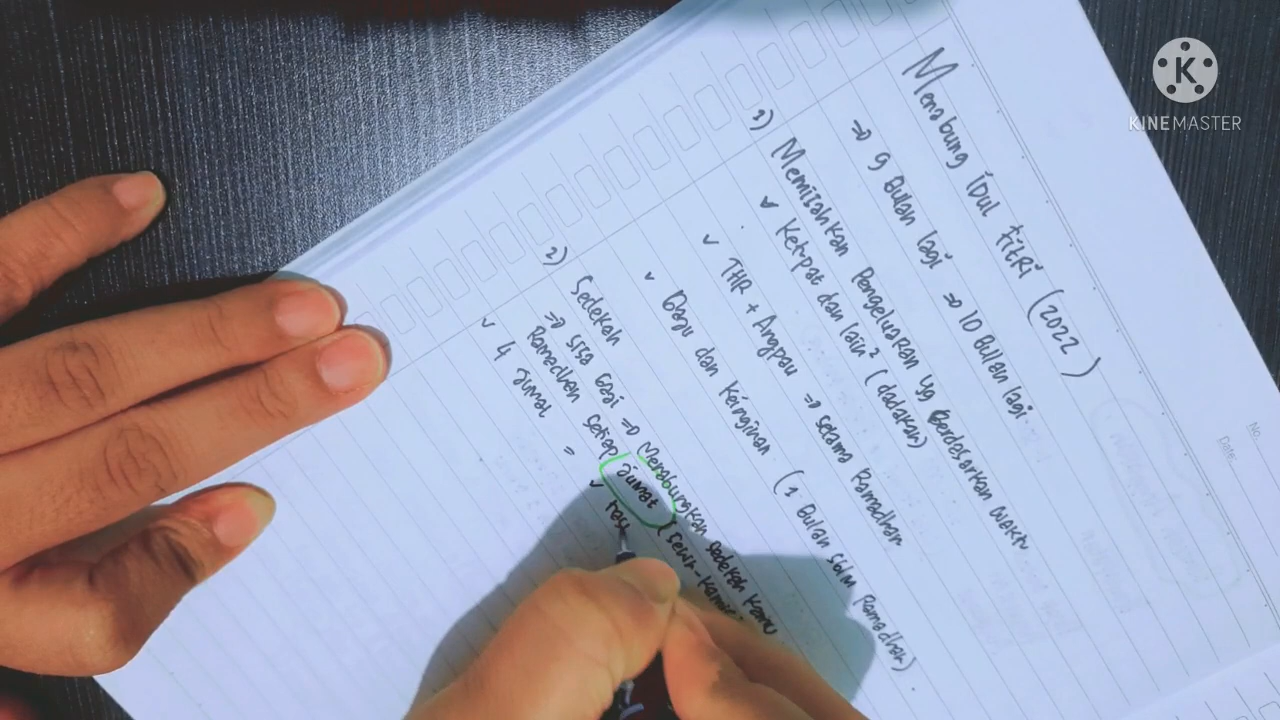 Menabung idul fitri (2022)
=> 9 Bulan lagi => 10 Bulan lagi.
1) Memisahkan Pengeluaran yg Berdasarkan waktu
✓ Ketupat dan lain² (dadakan)
✓ THR + Angpau => selama Ramadhan
✓ Baju dan Keinginan (1 Bulan sblm Ramadhan)
2) Sedekah
=> sisa Gaji => Menabungkan sedekah kamu
Ramadhan setiap Jumat (senin-kamis
✓ 4 Jumat =
No.
Date:
KINEMASTER